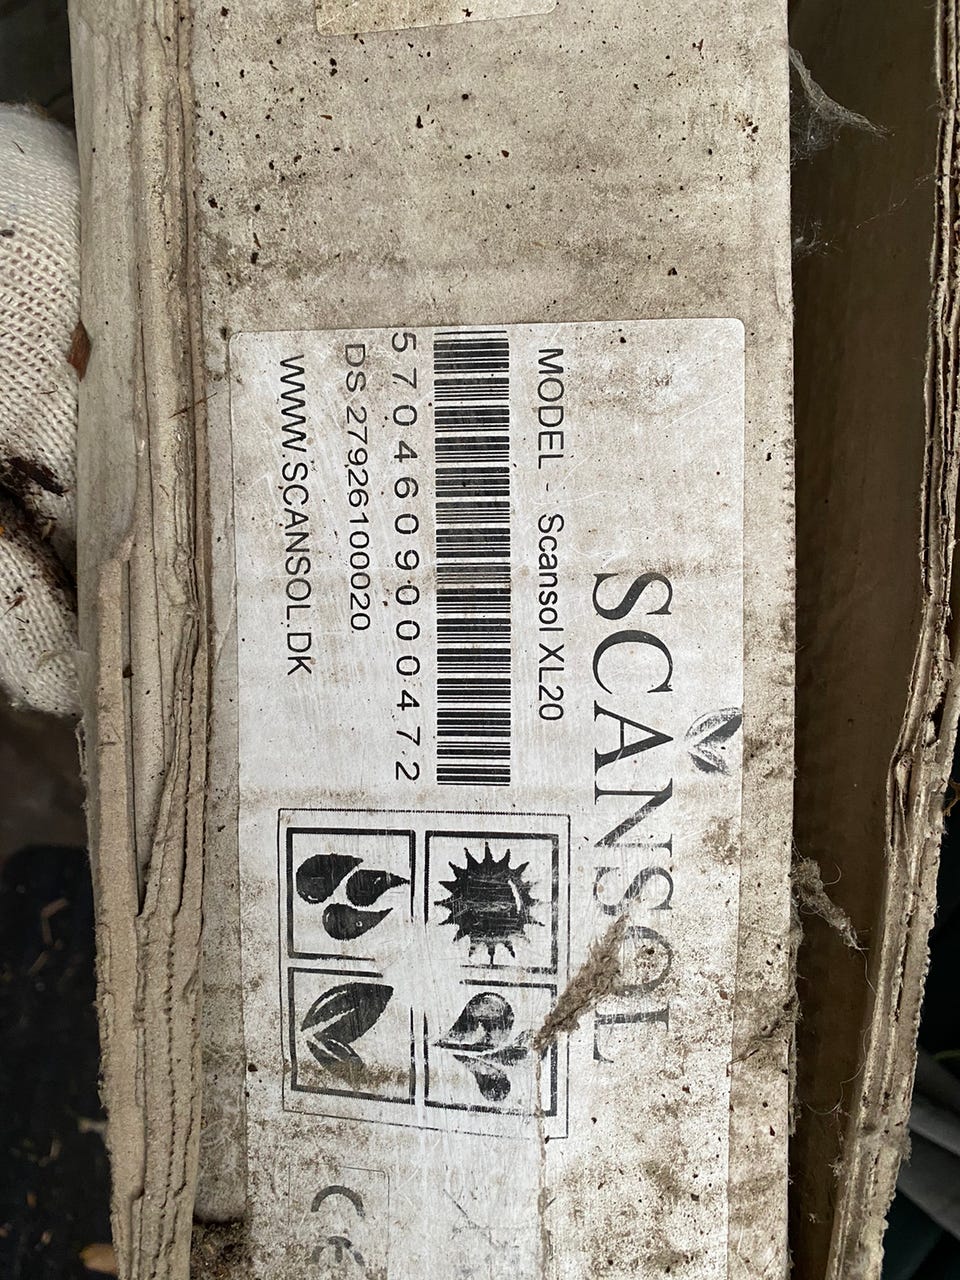 SCANSOL
MODEL - Scansol XL20
5704609000472
DS 27926100020
WWW.SCANSOL.DK
CE